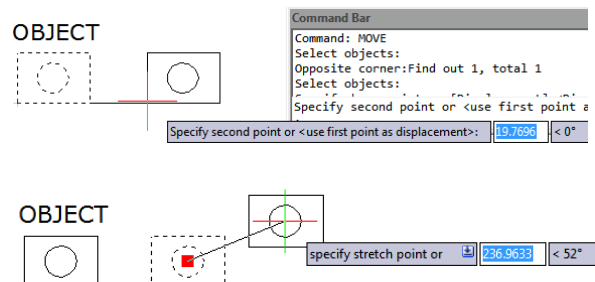 OBJECT
Command Bar
Command: MOVE
Select objects:
Opposite corner:Find out 1, total 1
Select objects:
Specify second point or <use first point a
Specify second point or <use first point as displacement>: 19.7696 < 0°
OBJECT
specify stretch point or 236.9633 < 52°